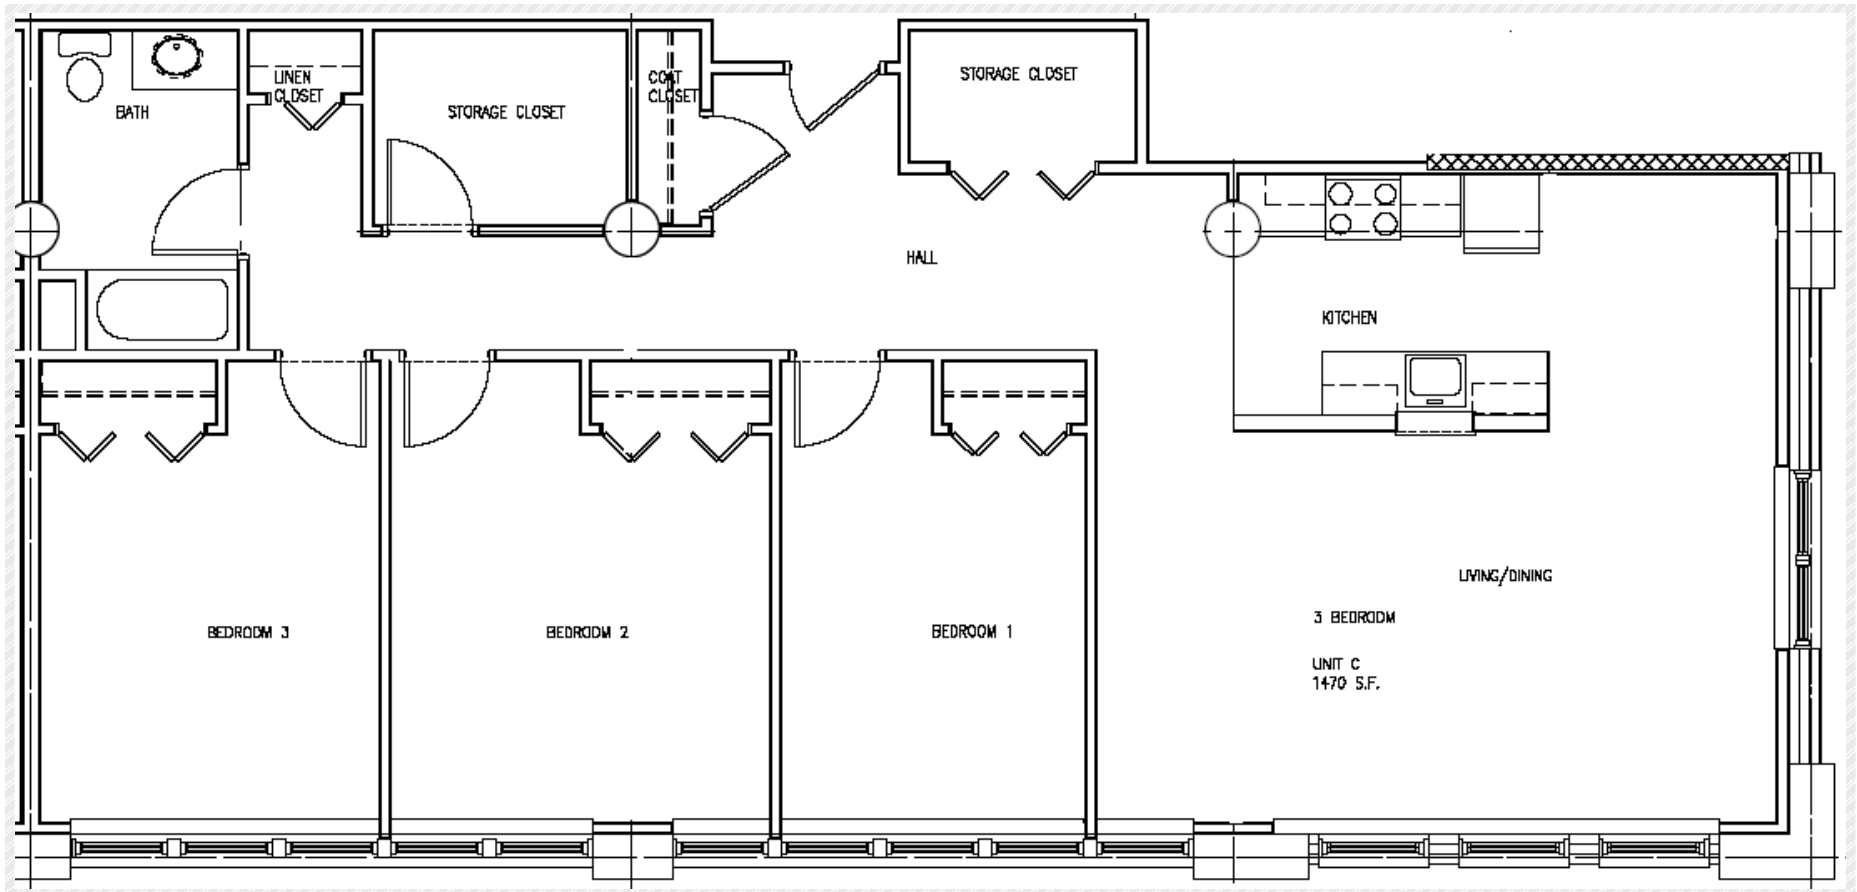 LINEN
CLOSET
BATH
STORAGE CLOSET
COAT
CLOSET
STORAGE CLOSET
HALL
KITCHEN
LIVING/DINING
3 BEDROOM
UNIT C
1470 S.F.
BEDROOM 3
BEDROOM 2
BEDROOM 1